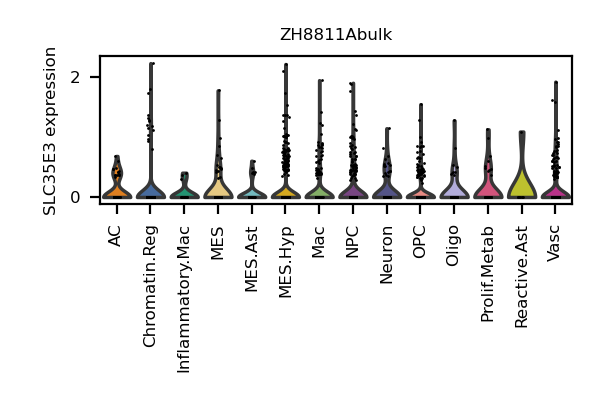 ZH8811Abulk
SLC35E3 expression
2
0
AC
Chromatin.Reg
Inflammatory.Mac
MES
MES.Ast
MES.Hyp
Mac
NPC
Neuron
OPC
Oligo
Prolif.Metab
Reactive.Ast
Vasc